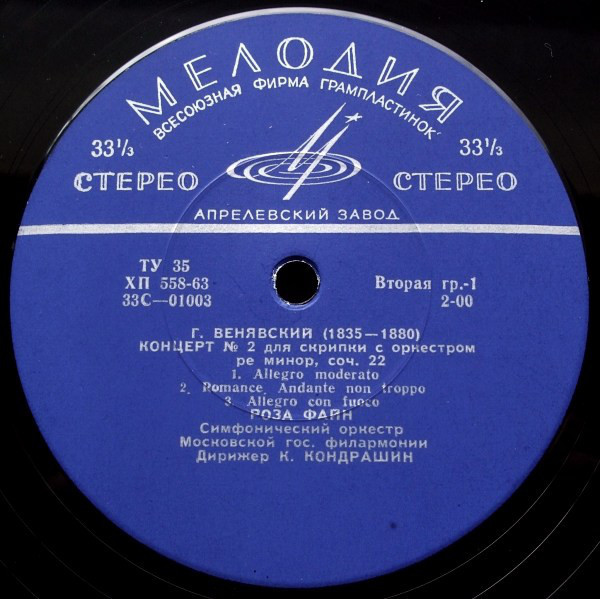 МЕЛОДИЯ
ВСЕСОЮЗНАЯ ФИРМА ГРАМПЛАСТИНОК
33⅓ 33⅓
СТЕРЕО СТЕРЕО
АПРЕЛЕВСКИЙ ЗАВОД
ТУ 35
ХП 558-63 Вторая гр.-1
33С—01003 2-00
Г. ВЕНЯВСКИЙ (1835—1880)
КОНЦЕРТ № 2 для скрипки с оркестром
ре минор, соч. 22
1. Allegro moderato
2. Romance, Andante non troppo
3. Allegro con fuoco
РОЗА ФАЙН
Симфонический оркестр
Московской гос. филармонии
Дирижер К. КОНДРАШИН